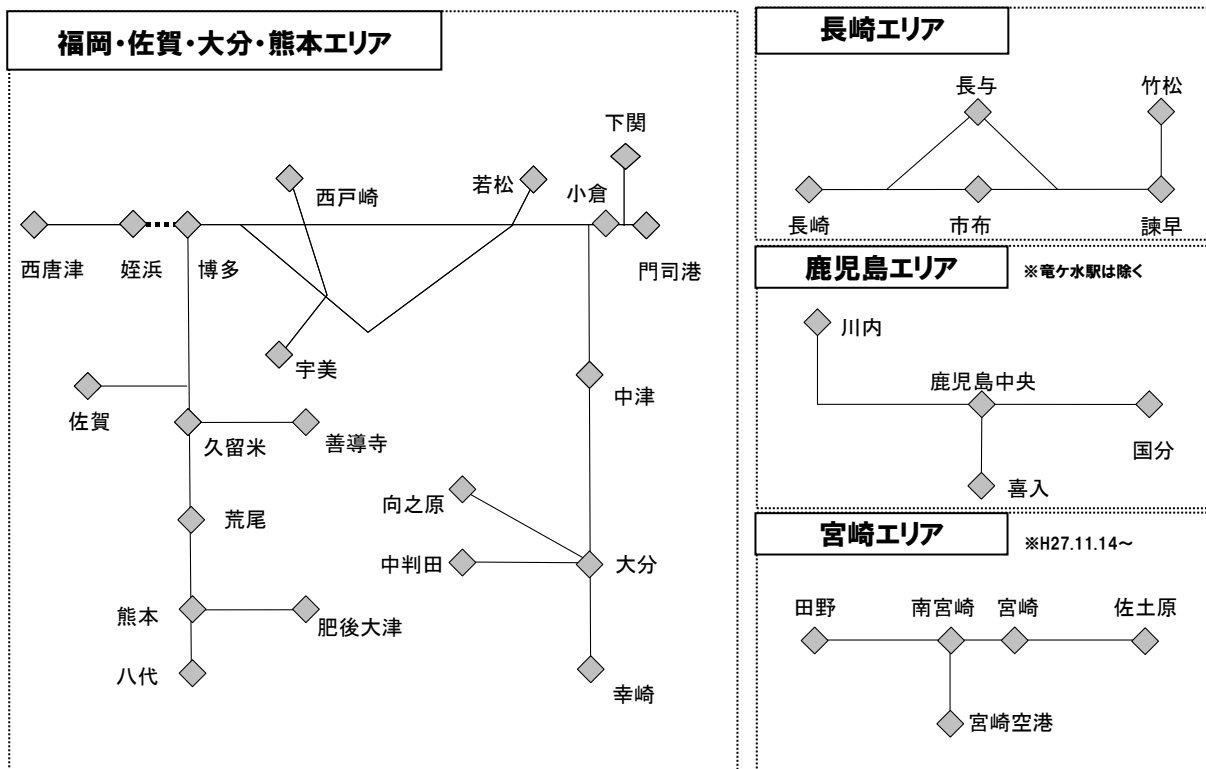 福岡・佐賀・大分・熊本エリア
下関
西戸崎
若松
小倉
西唐津
姪浜
博多
門司港
宇美
中津
佐賀
久留米
善導寺
向之原
荒尾
中判田
大分
熊本
肥後大津
八代
幸崎
長崎エリア
長与
竹松
長崎
市布
諫早
鹿児島エリア
※竜ケ水駅は除く
川内
鹿児島中央
国分
喜入
宮崎エリア
※H27.11.14～
田野
南宮崎
宮崎
佐土原
宮崎空港